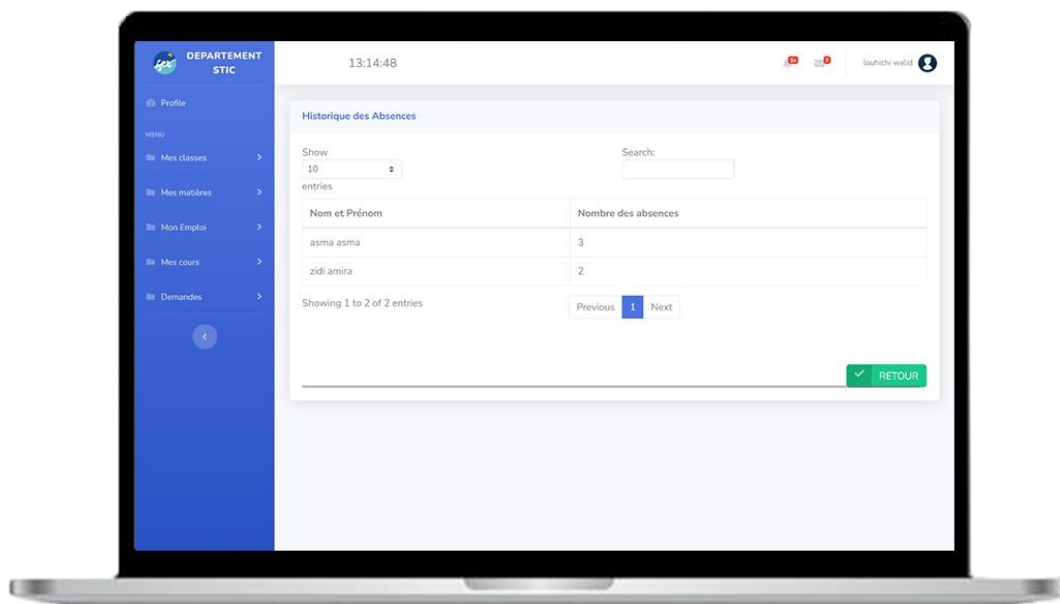 DEPARTEMENT
STIC
13:14:48
3+
7
louhichi walid
Profile
MENU
Mes classes
Mes matières
Mon Emploi
Mes cours
Demandes
Historique des Absences
Show
10
entries
Search:
Nom et Prénom
Nombre des absences
asma asma
3
zidi amira
2
Showing 1 to 2 of 2 entries
Previous 1 Next
RETOUR